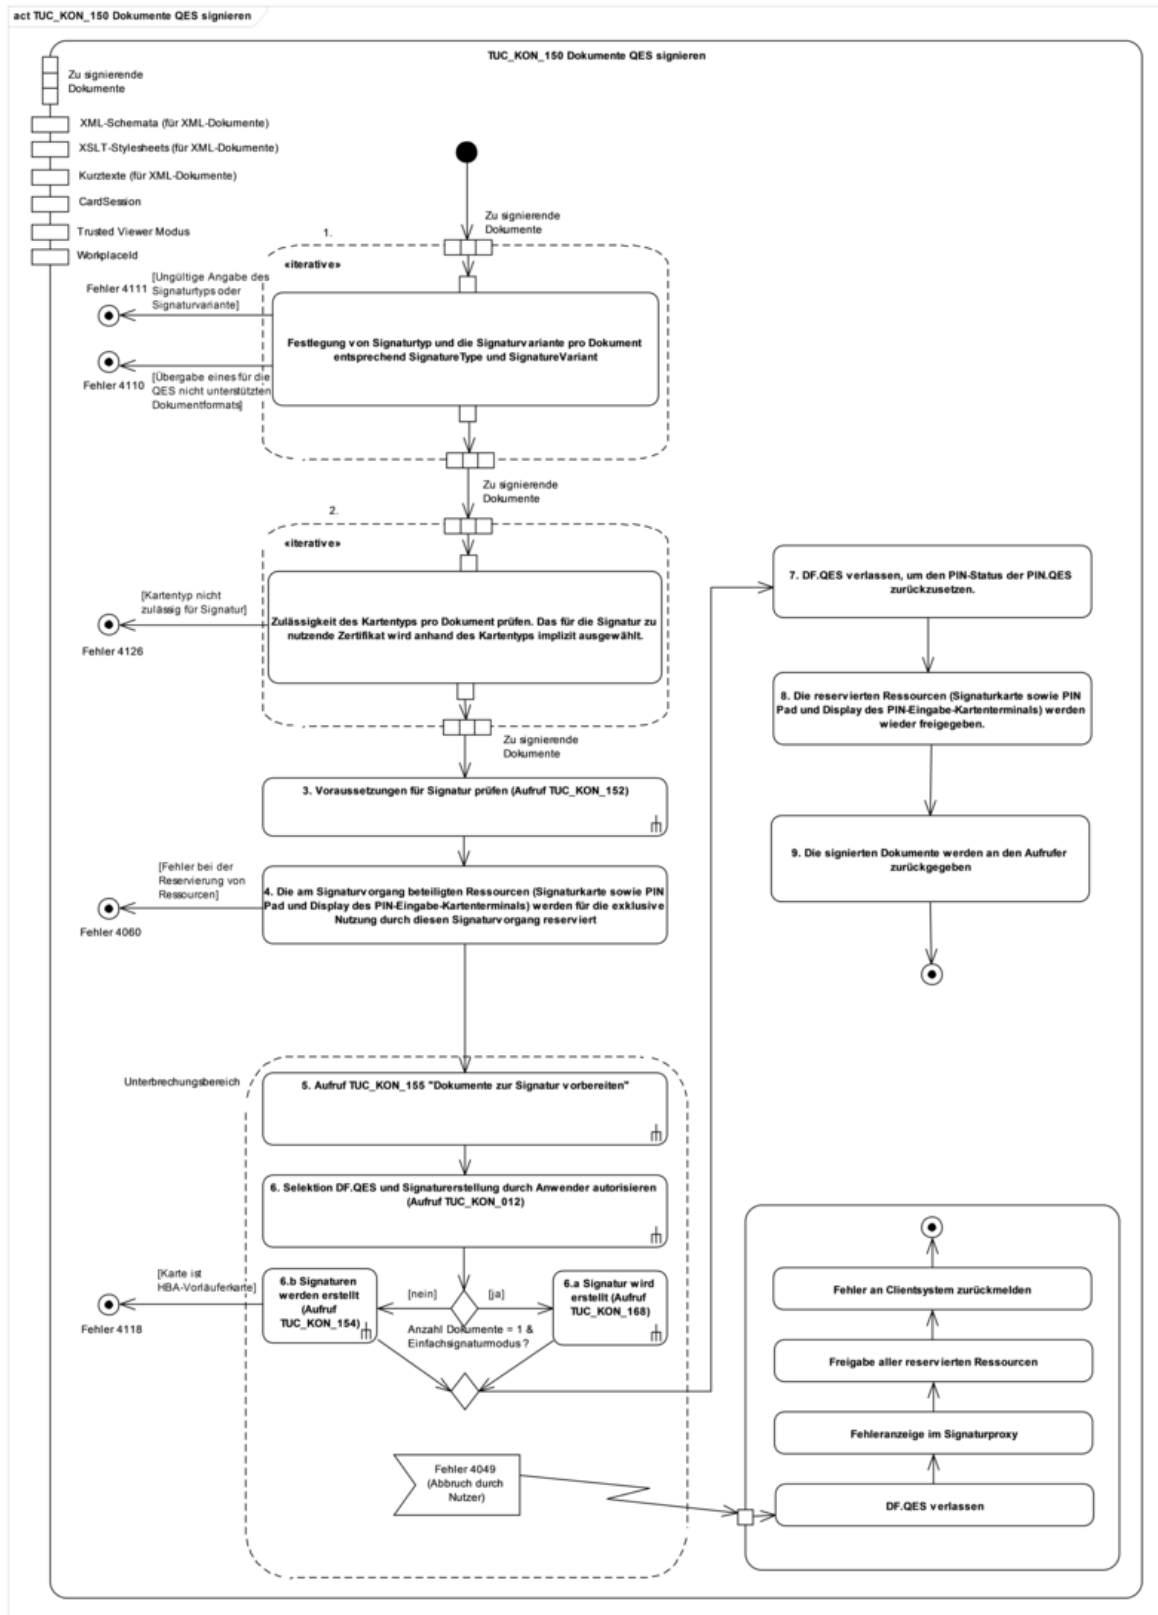 act TUC_KON_150 Dokumente QES signieren
TUC_KON_150 Dokumente QES signieren
Zu signierende
Dokumente
XML-Schemata (für XML-Dokumente)
XSLT-Stylesheets (für XML-Dokumente)
Kurztexte (für XML-Dokumente)
CardSession
Trusted Viewer Modus
WorkplaceId
Zu signierende
Dokumente
1.
«iterative»
Fehler 4111
[Ungültige Angabe des
Signaturtyps oder
Signaturvariante]
Festlegung von Signaturtyp und die Signaturvariante pro Dokument
entsprechend SignatureType und SignatureVariant
Fehler 4110
[Übergabe eines für die
QES nicht unterstützten
Dokumentformats]
Zu signierende
Dokumente
2.
«iterative»
[Kartentyp nicht
zulässig für Signatur]
Fehler 4126
Zulässigkeit des Kartentyps pro Dokument prüfen. Das für die Signatur zu
nutzende Zertifikat wird anhand des Kartentyps implizit ausgewählt.
Zu signierende
Dokumente
3. Voraussetzungen für Signatur prüfen (Aufruf TUC_KON_152)
[Fehler bei der
Reservierung von
Ressourcen]
Fehler 4060
4. Die am Signaturvorgang beteiligten Ressourcen (Signaturkarte sowie PIN
Pad und Display des PIN-Eingabe-Kartenterminals) werden für die exklusive
Nutzung durch diesen Signaturvorgang reserviert
Unterbrechungsbereich
5. Aufruf TUC_KON_155 "Dokumente zur Signatur vorbereiten"
6. Selektion DF.QES und Signaturerstellung durch Anwender autorisieren
(Aufruf TUC_KON_012)
[Karte ist
HBA-Vorläuferkarte]
Fehler 4118
6.b Signaturen
werden erstellt
(Aufruf
TUC_KON_154)
[nein]
[ja]
Anzahl Dokumente = 1 &
Einfachsignaturmodus ?
6.a Signatur wird
erstellt (Aufruf
TUC_KON_168)
Fehler 4049
(Abbruch durch
Nutzer)
7. DF.QES verlassen, um den PIN-Status der PIN.QES
zurückzusetzen.
8. Die reservierten Ressourcen (Signaturkarte sowie PIN
Pad und Display des PIN-Eingabe-Kartenterminals) werden
wieder freigegeben.
9. Die signierten Dokumente werden an den Aufrufer
zurückgegeben
Fehler an Clientsystem zurückmelden
Freigabe aller reservierten Ressourcen
Fehleranzeige im Signaturproxy
DF.QES verlassen